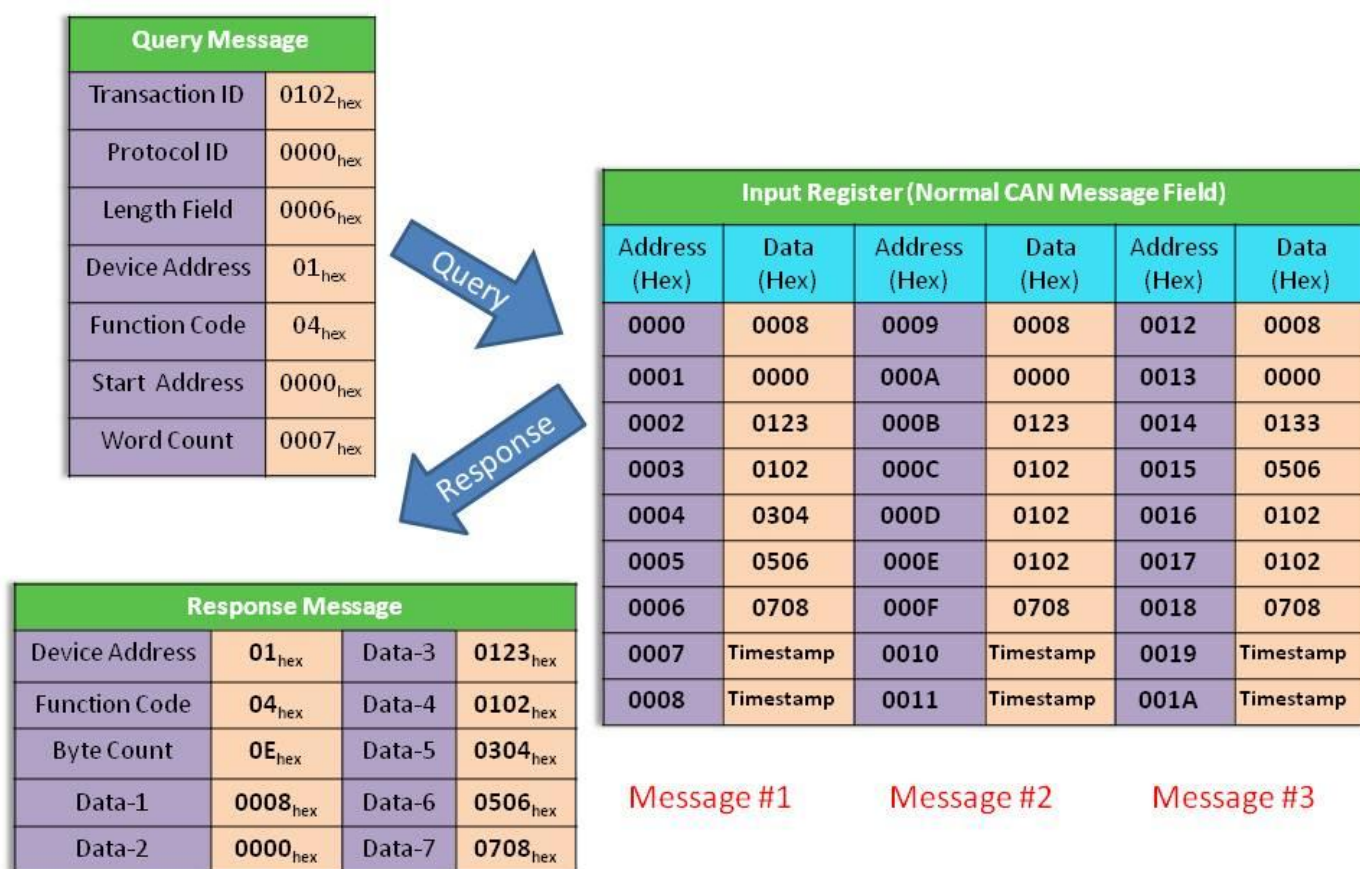 Query Message
Transaction ID 0102hex
Protocol ID 0000hex
Length Field 0006hex
Device Address 01hex
Function Code 04hex
Start Address 0000hex
Word Count 0007hex
Query
Response
Input Register (Normal CAN Message Field)
Address (Hex) Data (Hex) Address (Hex) Data (Hex) Address (Hex) Data (Hex)
0000 0008 0009 0008 0012 0008
0001 0000 000A 0000 0013 0000
0002 0123 000B 0123 0014 0133
0003 0102 000C 0102 0015 0506
0004 0304 000D 0102 0016 0102
0005 0506 000E 0102 0017 0102
0006 0708 000F 0708 0018 0708
0007 Timestamp 0010 Timestamp 0019 Timestamp
0008 Timestamp 0011 Timestamp 001A Timestamp
Message #1 Message #2 Message #3
Response Message
Device Address 01hex Data-3 0123hex
Function Code 04hex Data-4 0102hex
Byte Count 0Ehex Data-5 0304hex
Data-1 0008hex Data-6 0506hex
Data-2 0000hex Data-7 0708hex